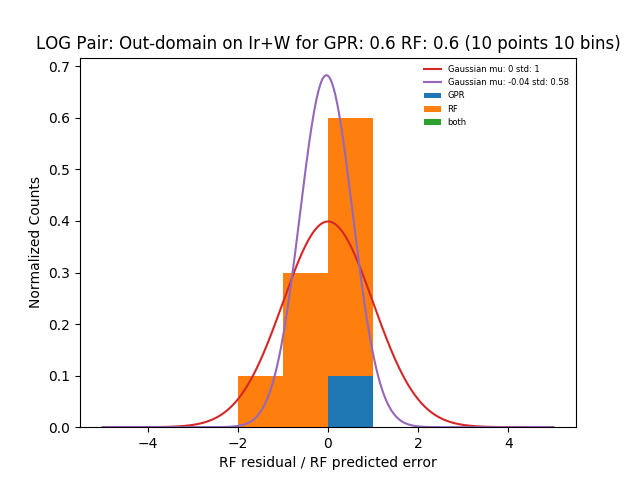 LOG Pair: Out-domain on Ir+W for GPR: 0.6 RF: 0.6 (10 points 10 bins)
Gaussian mu: 0 std: 1
Gaussian mu: -0.04 std: 0.58
GPR
RF
both
Normalized Counts
0.7
0.6
0.5
0.4
0.3
0.2
0.1
0.0
−4
−2
0
2
4
RF residual / RF predicted error